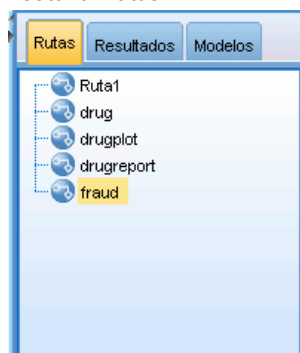 Rutas Resultados Modelos
Ruta1
drug
drugplot
drugreport
fraud